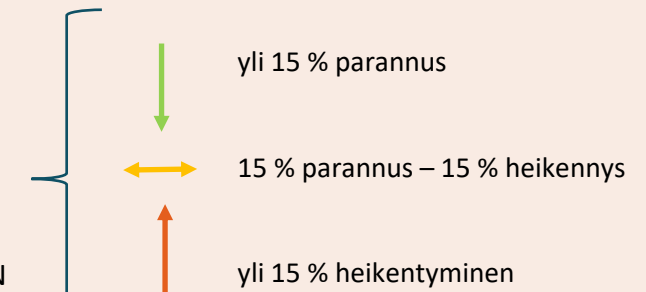 yli 15 % parannus
15 % parannus – 15 % heikennys
yli 15 % heikentyminen